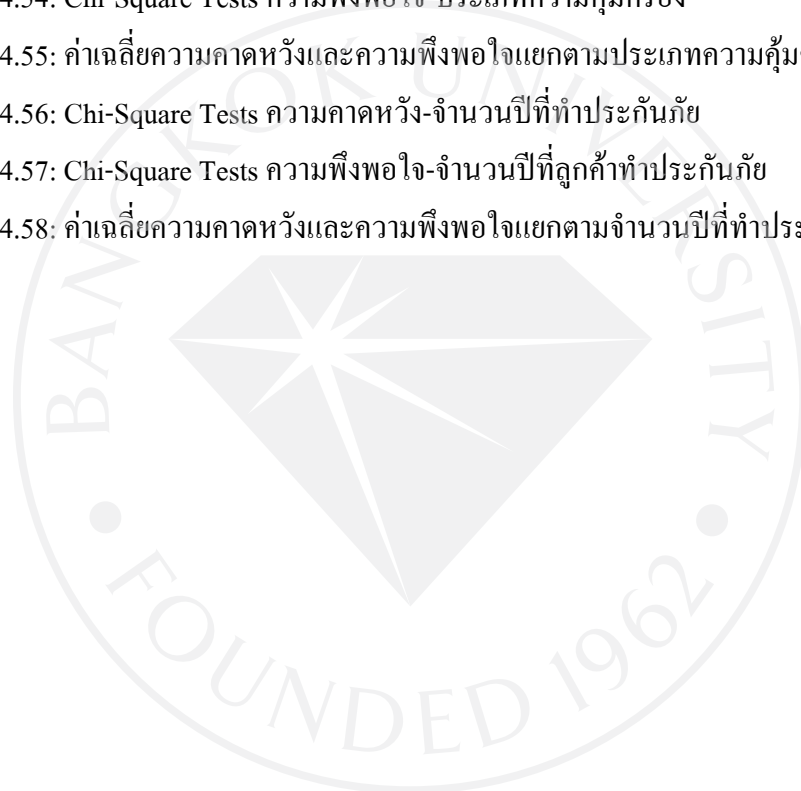 4.54: Chi-Square Tests ความพึงพอใจ-ประเภทความคุ้มครอง
4.55: ค่าเฉลี่ยความคาดหวังและความพึงพอใจแยกตามประเภทความคุ้ม
4.56: Chi-Square Tests ความคาดหวัง-จำนวนปีที่ทำประกันภัย
4.57: Chi-Square Tests ความพึงพอใจ-จำนวนปีที่ลูกค้าทำประกันภัย
4.58: ค่าเฉลี่ยความคาดหวังและความพึงพอใจแยกตามจำนวนปีที่ทำประ
BANGKOK UNIVERSITY
FOUNDED 1962